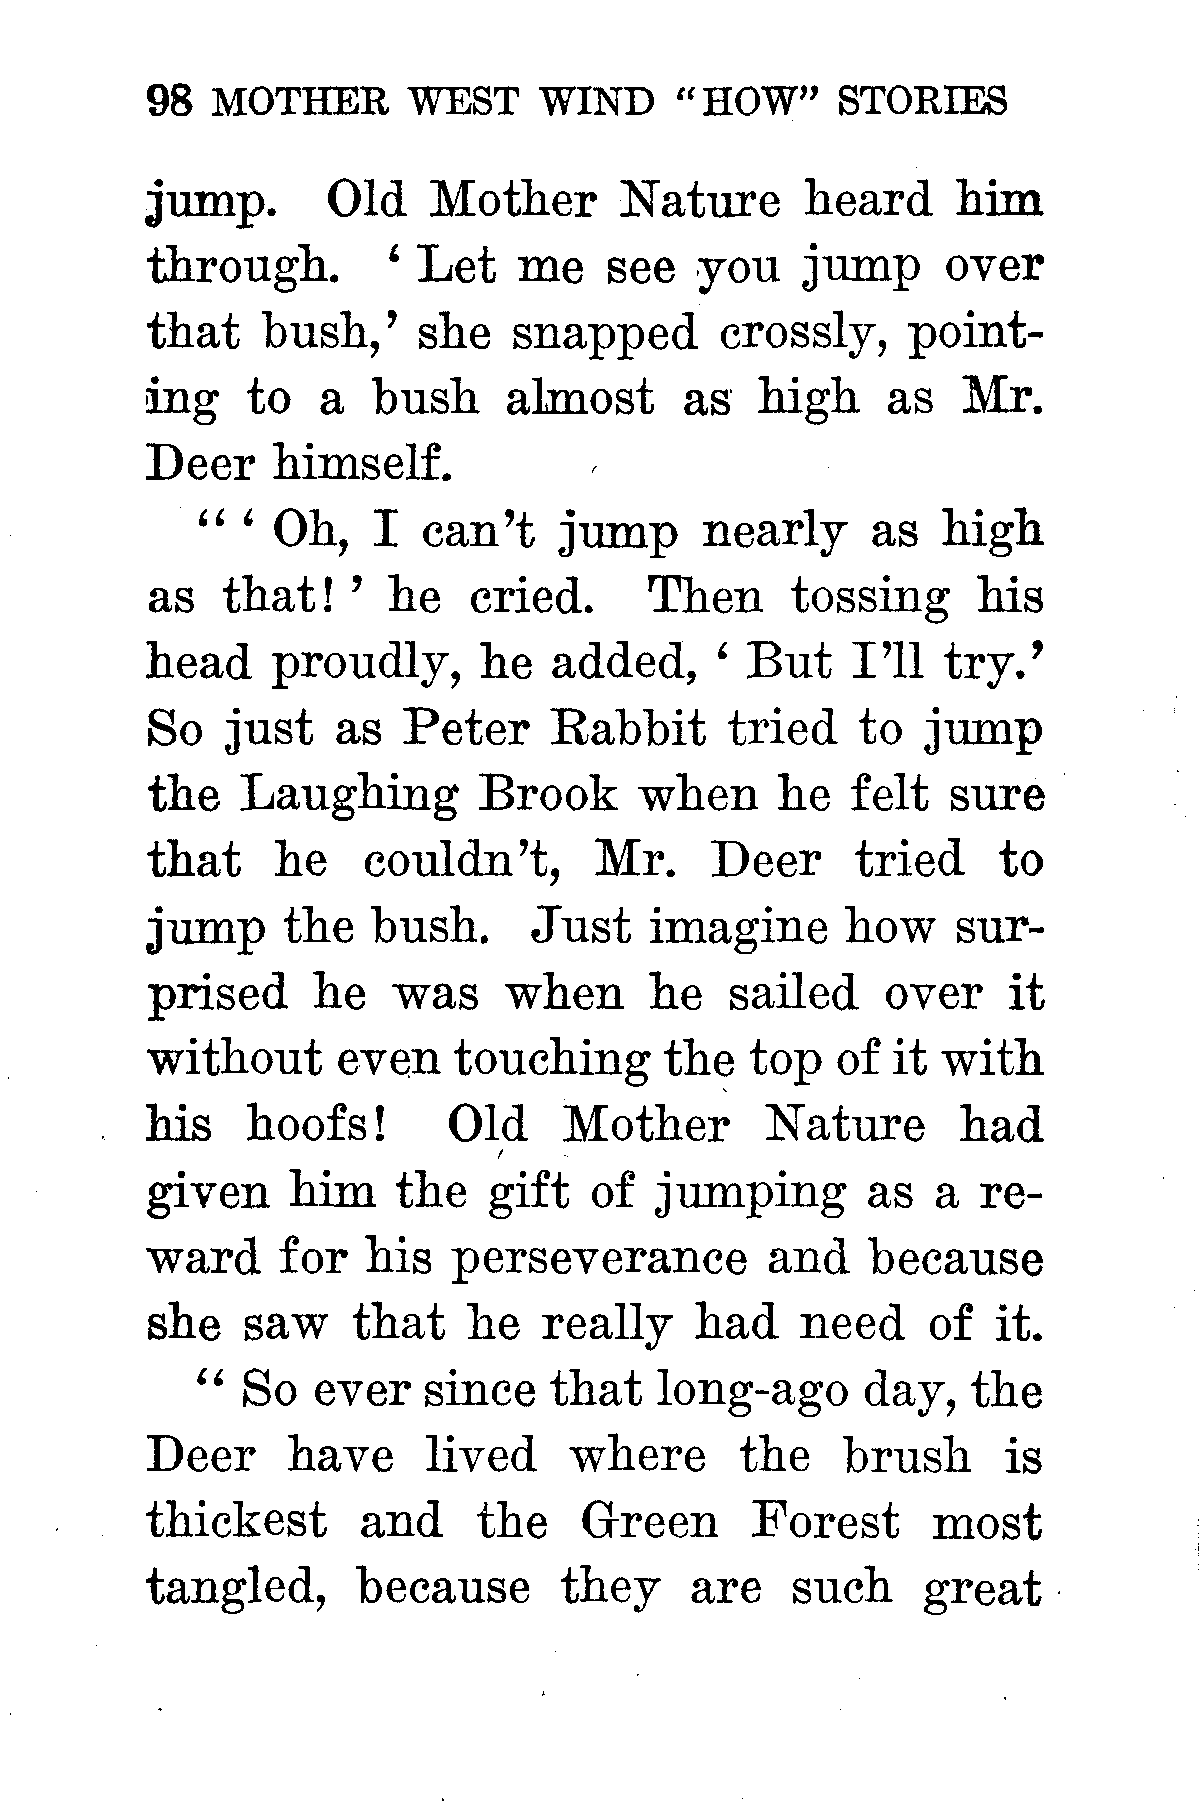 98 MOTHER WEST WIND "HOW" STORIES
jump. Old Mother Nature heard him
through. ‘ Let me see you jump over
that bush,’ she snapped crossly, point-
ing to a bush almost as high as Mr.
Deer himself.
“ ‘ Oh, I can’t jump nearly as high
as that! ’ he cried. Then tossing his
head proudly, he added, ‘ But I’ll try.’
So just as Peter Rabbit tried to jump
the Laughing Brook when he felt sure
that he couldn’t, Mr. Deer tried to
jump the bush. Just imagine how sur-
prised he was when he sailed over it
without even touching the top of it with
his hoofs! Old Mother Nature had
given him the gift of jumping as a re-
ward for his perseverance and because
she saw that he really had need of it.
“ So ever since that long-ago day, the
Deer have lived where the brush is
thickest and the Green Forest most
tangled, because they are such great